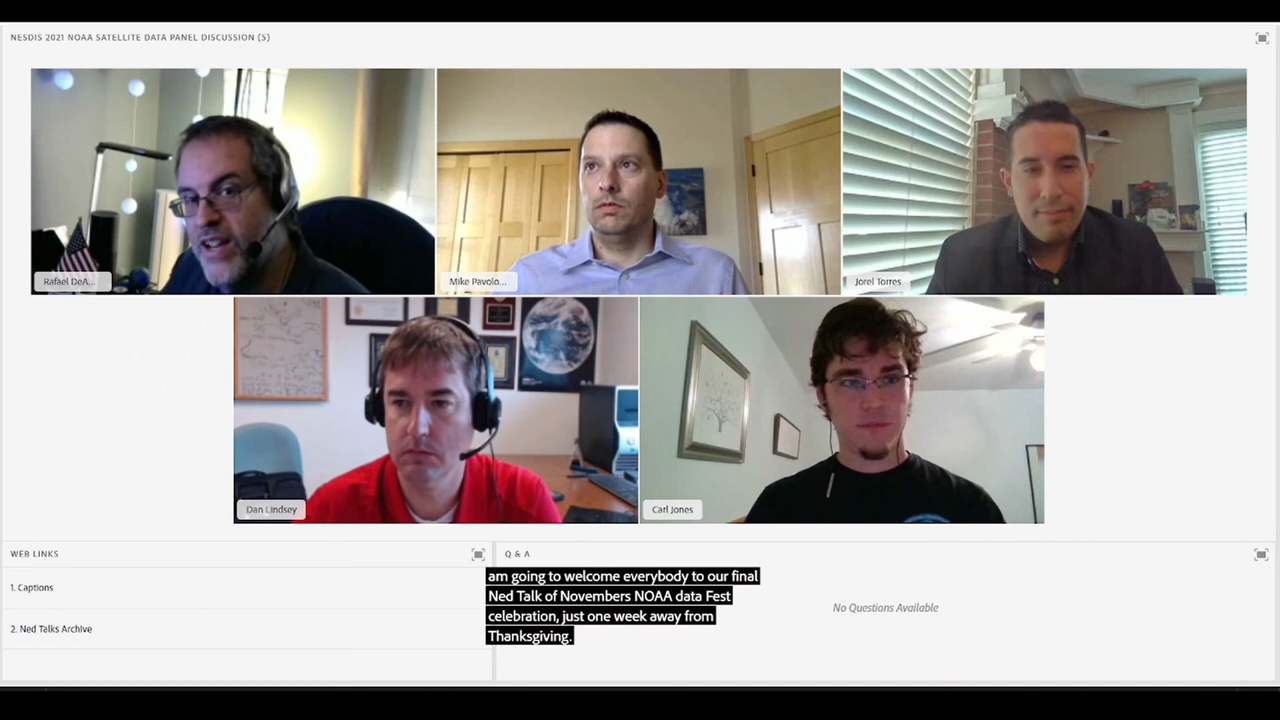 NESDIS 2021 NOAA SATELLITE DATA PANEL DISCUSSION (5)
Rafael DeA...
Mike Pavolo...
Jorel Torres
Dan Lindsey
Carl Jones
WEB LINKS
1. Captions
2. Ned Talks Archive
Q & A
am going to welcome everybody to our final
Ned Talk of Novembers NOAA data Fest
celebration, just one week away from
Thanksgiving.
No Questions Available